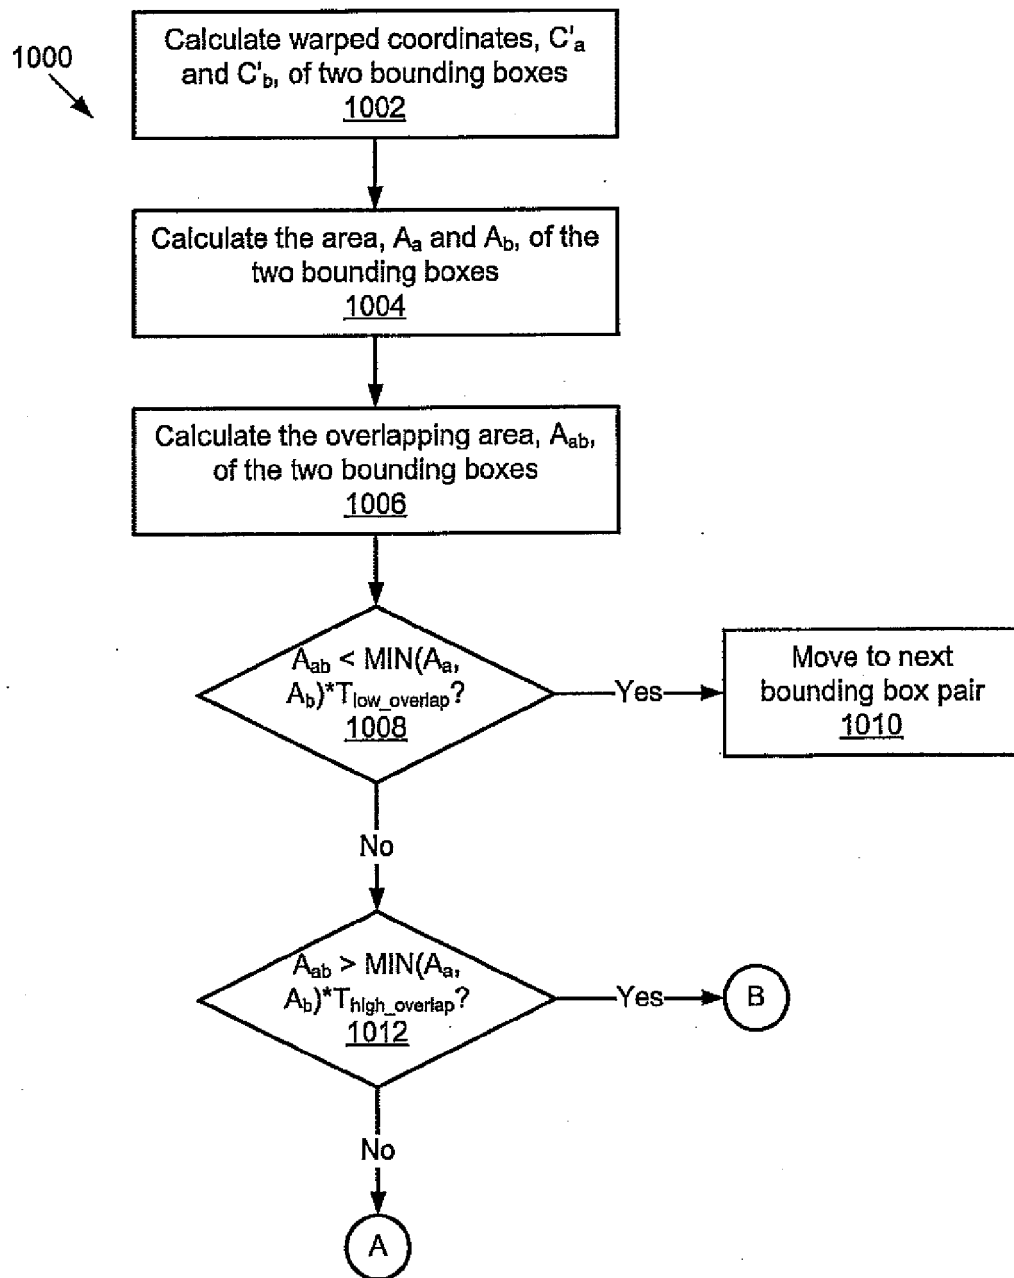 1000
Calculate warped coordinates, C'a
and C'b, of two bounding boxes
1002
Calculate the area, Aa and Ab, of the
two bounding boxes
1004
Calculate the overlapping area, Aab,
of the two bounding boxes
1006
Aab < MIN(Aa,
Ab)*Tlow_overlap?
1008
Yes
Move to next
bounding box pair
1010
No
Aab > MIN(Aa,
Ab)*Thigh_overlap?
1012
Yes
B
No
A